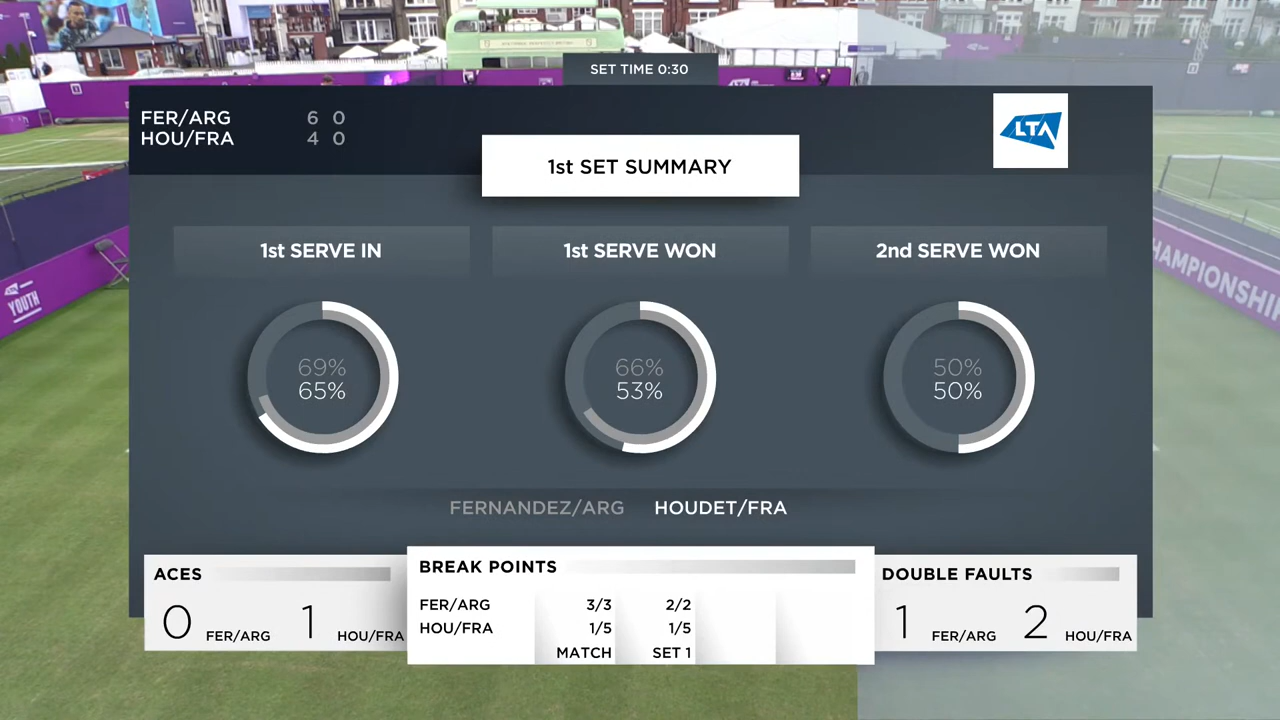 SET TIME 0:30
FER/ARG 6 0
HOU/FRA 4 0
LTA
1st SET SUMMARY
1st SERVE IN
1st SERVE WON
2nd SERVE WON
69%
65%
66%
53%
50%
50%
YOUTH
HAMPIONSHI
FERNANDEZ/ARG HOUDET/FRA
ACES
0 FER/ARG 1 HOU/FRA
BREAK POINTS
FER/ARG 3/3 2/2
HOU/FRA 1/5 1/5
MATCH SET 1
DOUBLE FAULTS
1 FER/ARG 2 HOU/FRA